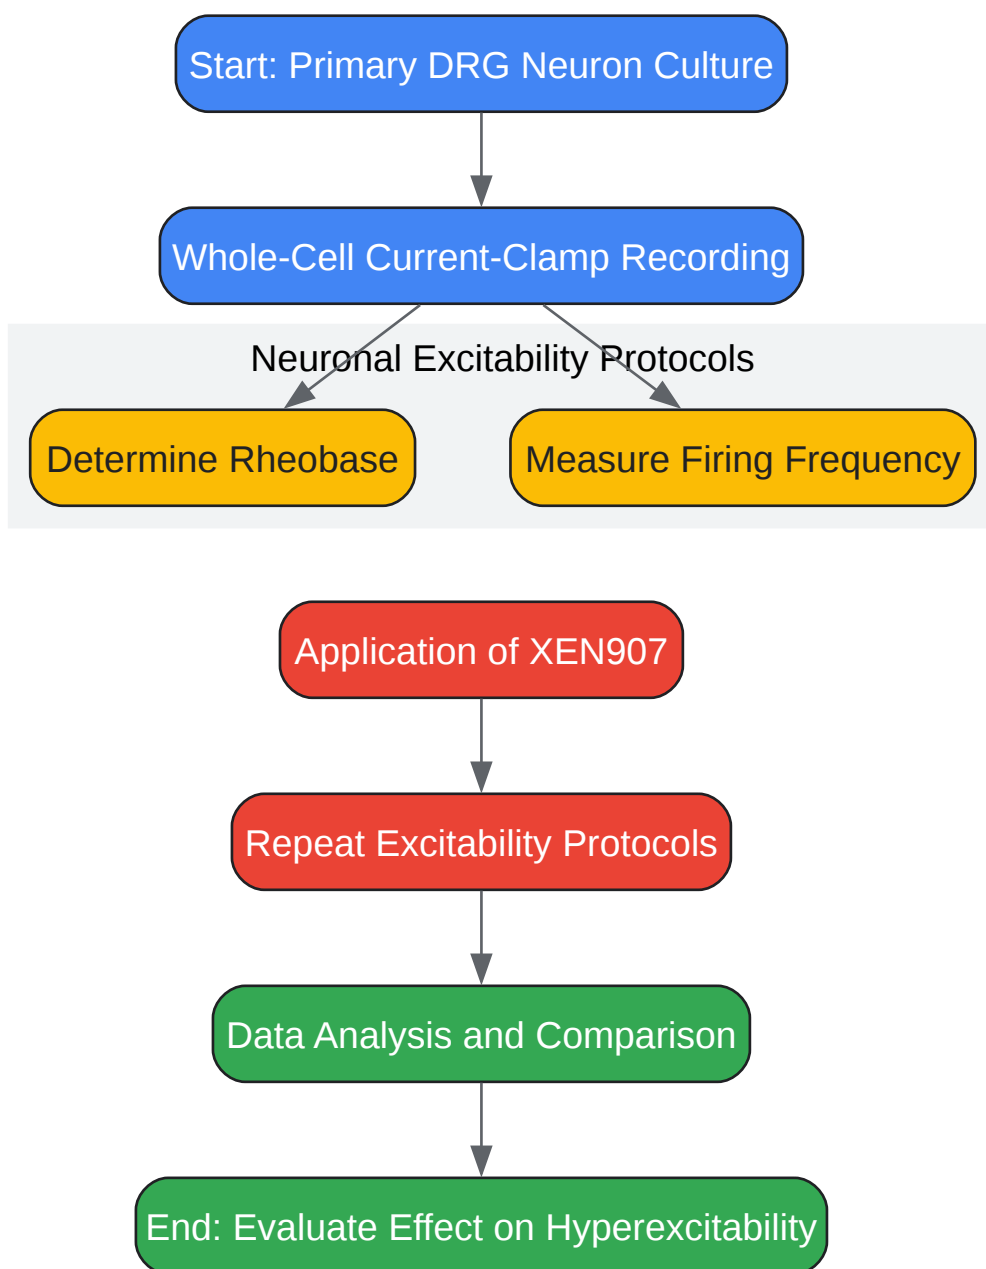 Start: Primary DRG Neuron Culture
Whole-Cell Current-Clamp Recording
Neuronal Excitability Protocols
Determine Rheobase
Measure Firing Frequency
Application of XEN907
Repeat Excitability Protocols
Data Analysis and Comparison
End: Evaluate Effect on Hyperexcitability